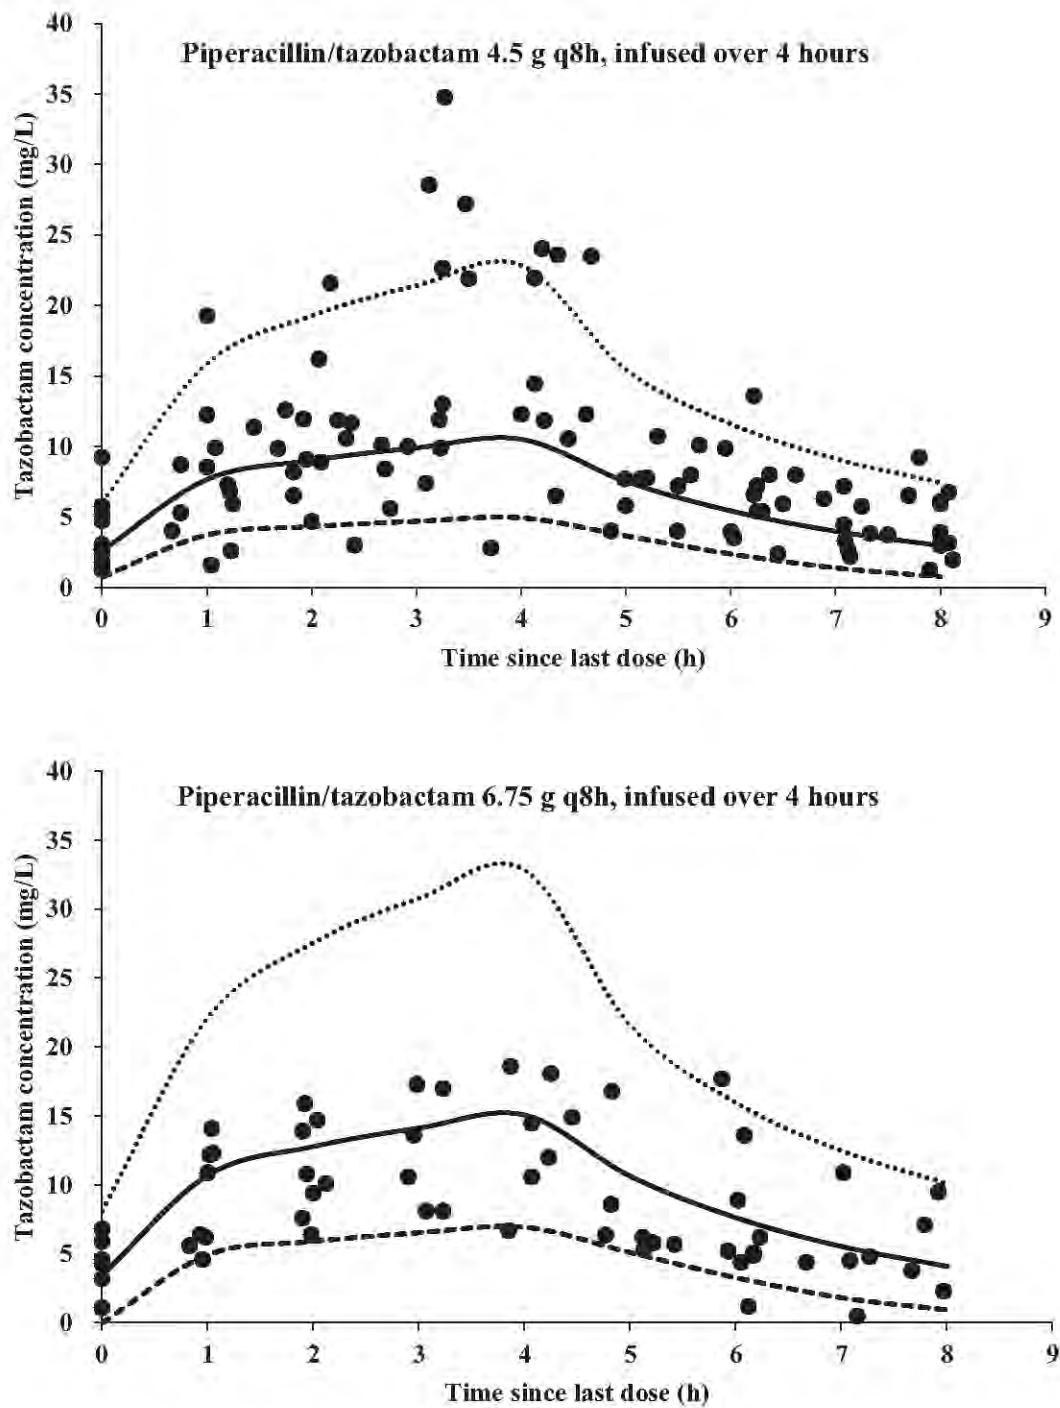 Piperacillin/tazobactam 4.5 g q8h, infused over 4 hours
Tazobactam concentration (mg/L)
40
35
30
25
20
15
10
5
0
0 1 2 3 4 5 6 7 8 9
Time since last dose (h)
Piperacillin/tazobactam 6.75 g q8h, infused over 4 hours
Tazobactam concentration (mg/L)
40
35
30
25
20
15
10
5
0
0 1 2 3 4 5 6 7 8 9
Time since last dose (h)